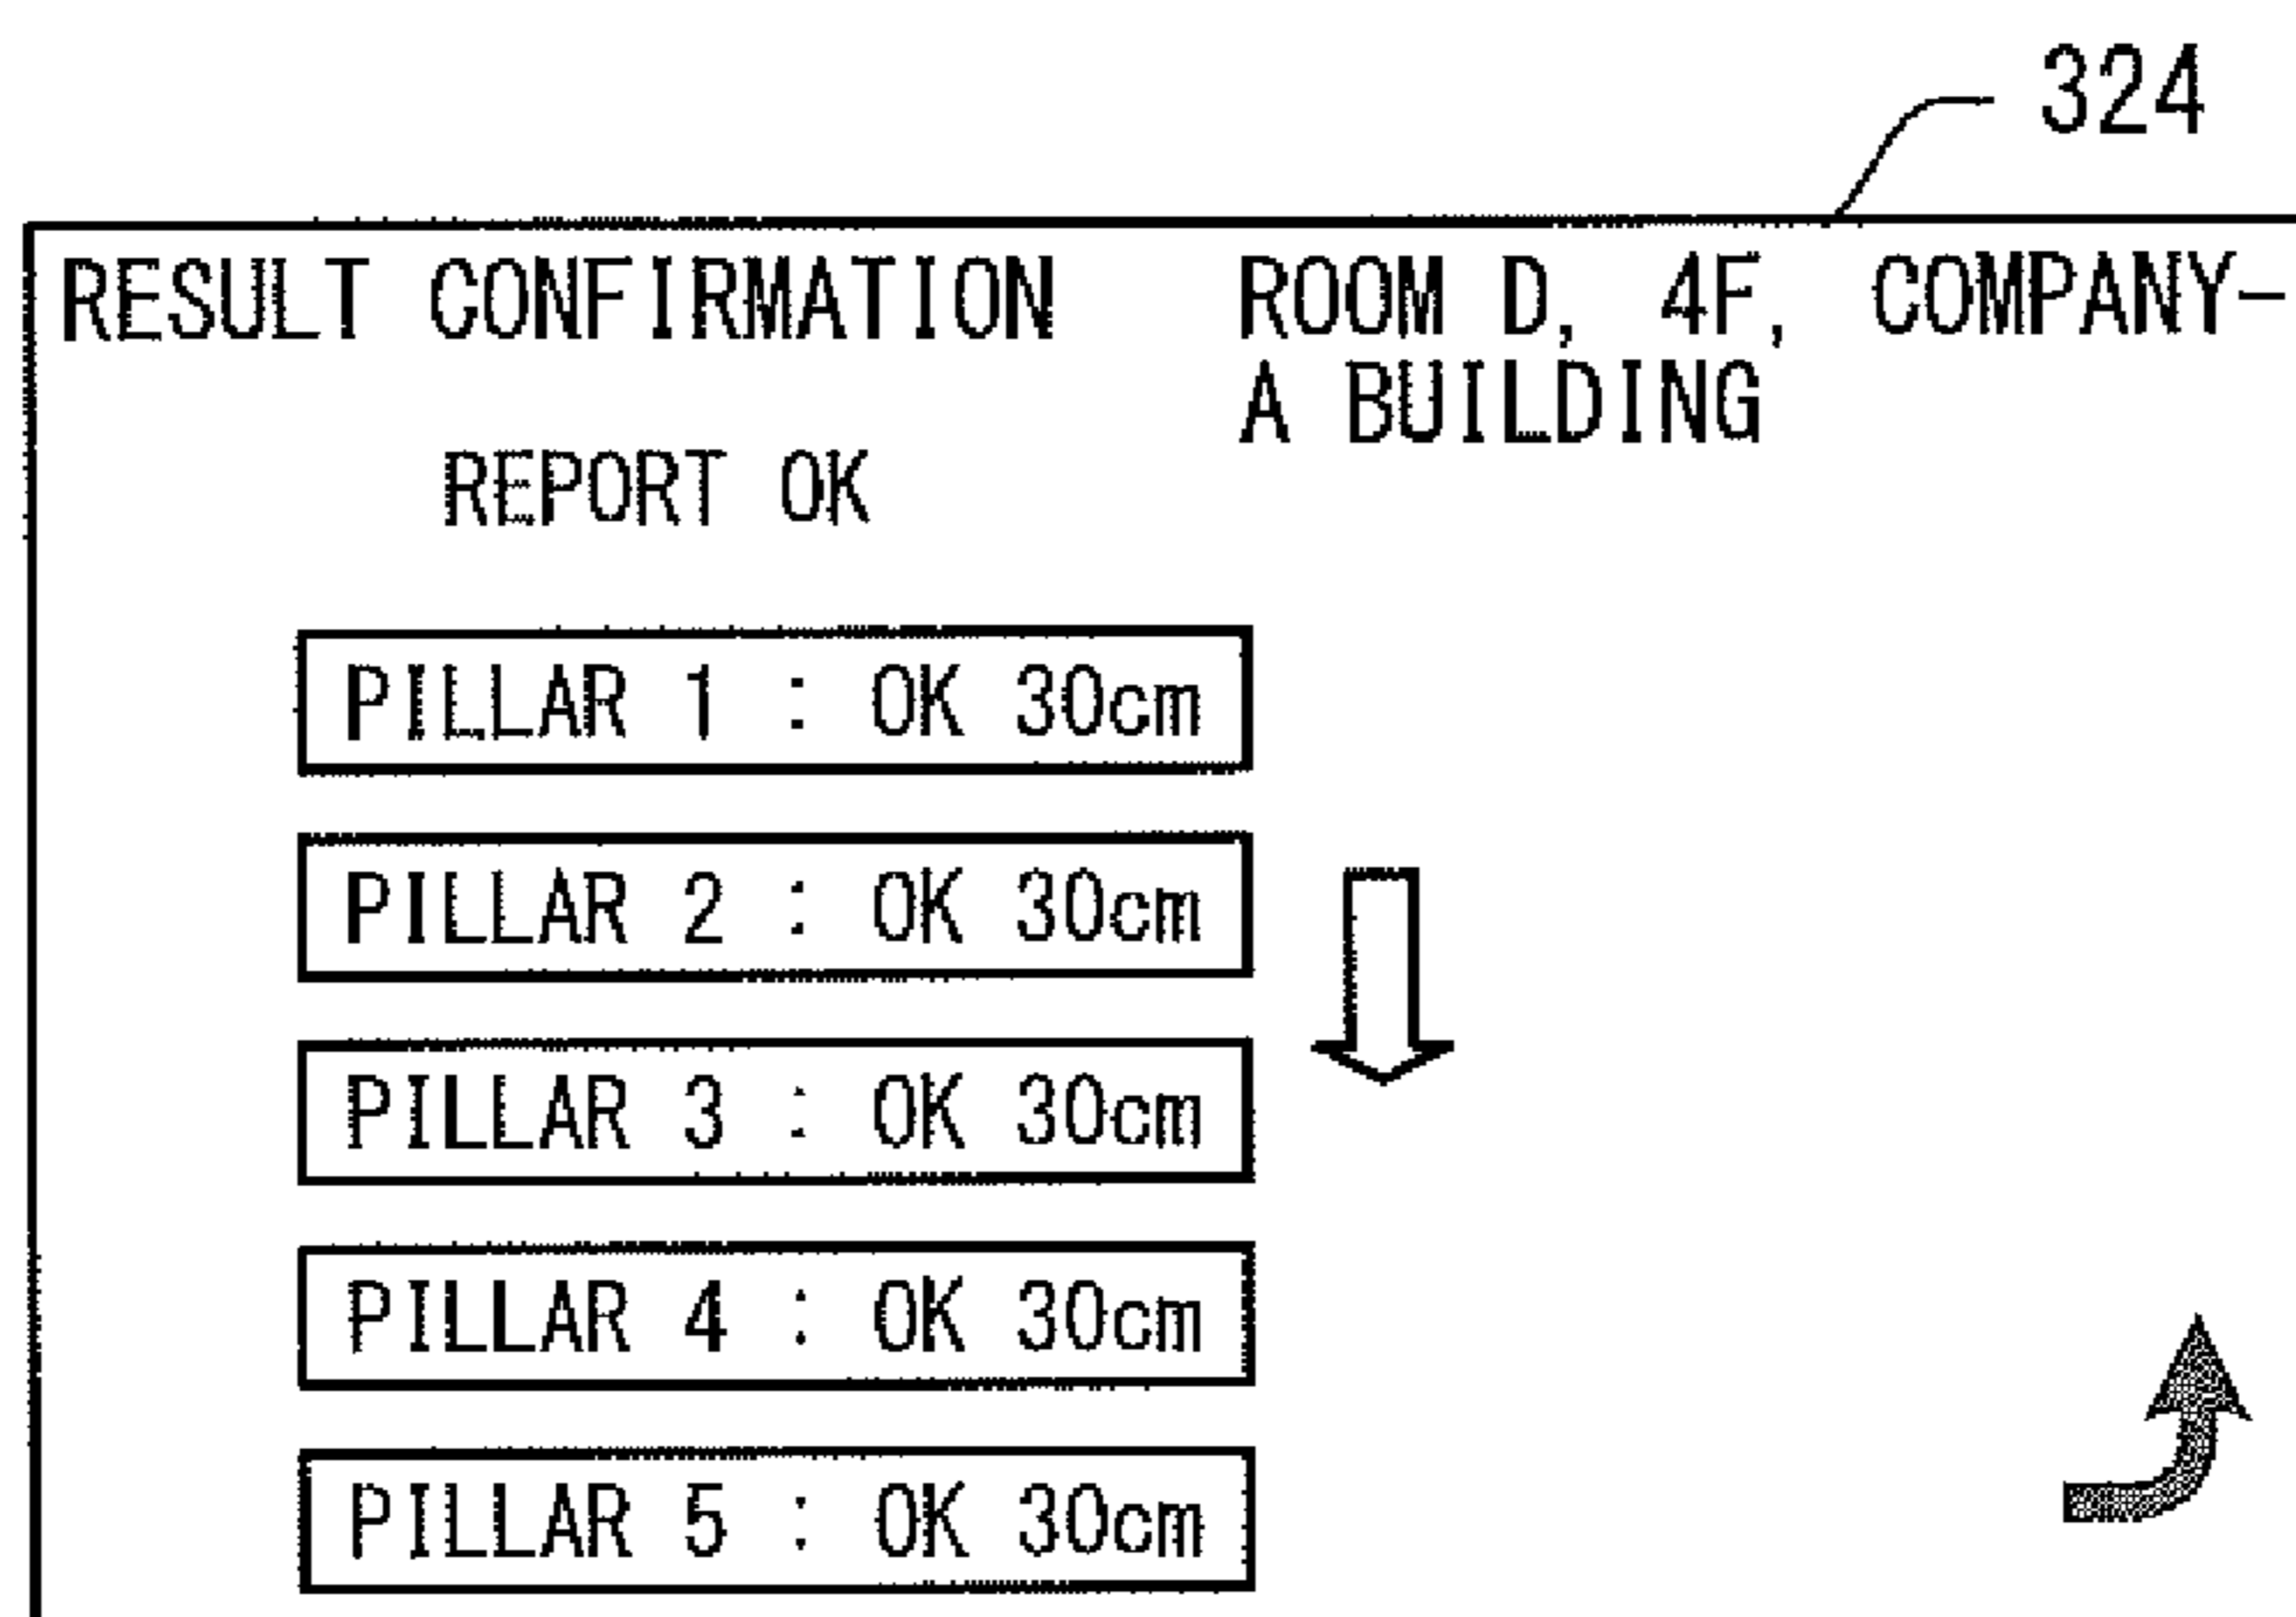 324
RESULT CONFIRMATION ROOM D, 4F, COMPANY-
A BUILDING
REPORT OK
PILLAR 1 : OK 30cm
PILLAR 2 : OK 30cm
PILLAR 3 : OK 30cm
PILLAR 4 : OK 30cm
PILLAR 5 : OK 30cm